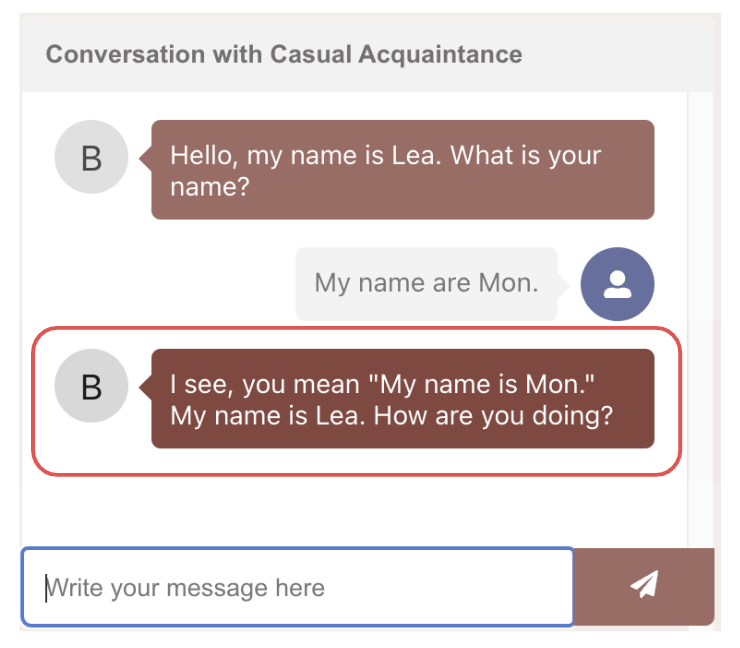 Conversation with Casual Acquaintance
B
Hello, my name is Lea. What is your
name?
My name are Mon.
B
I see, you mean "My name is Mon."
My name is Lea. How are you doing?
Write your message here